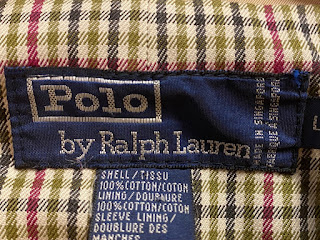 Polo
by Ralph Lauren
MADE IN SINGAPORE
FABRIQUE A SINGAPOUR
SHELL/TISSU
100%COTTON/COTON
LINING/DOUBLURE
100%COTTON/COTON
SLEEVE LINING/
DOUBLURE DES
MANCHES